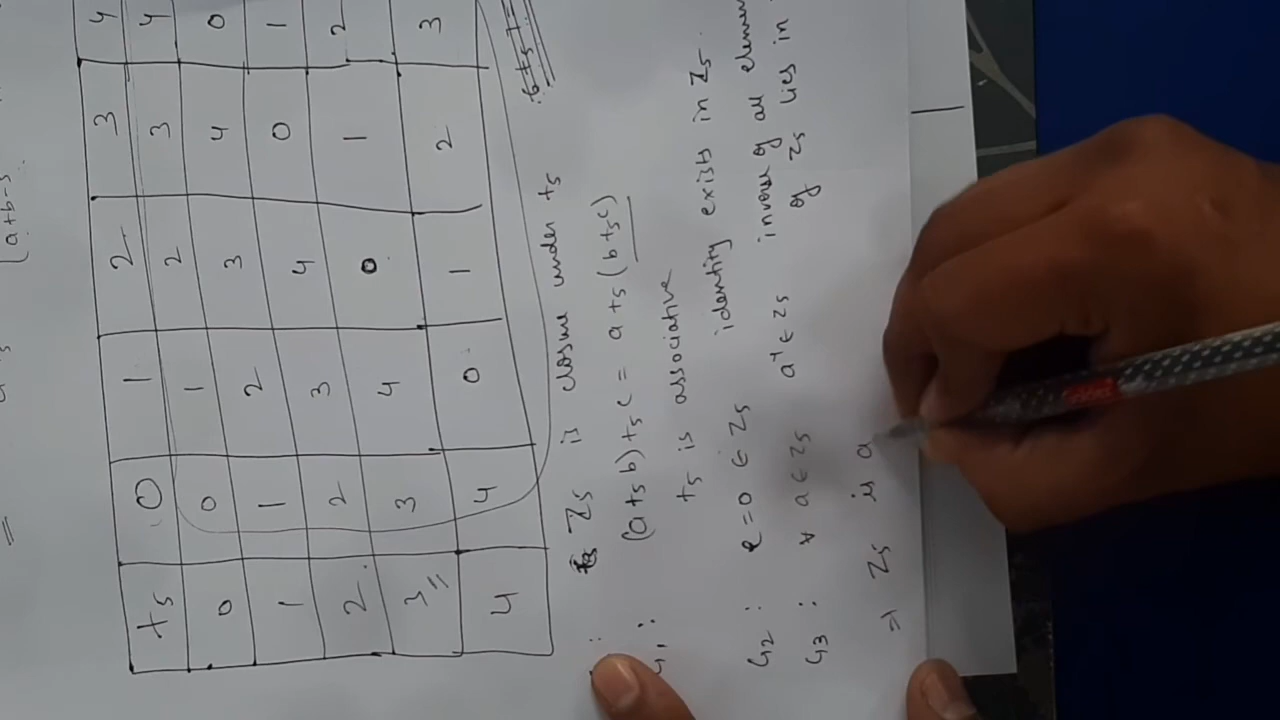 +5 0 1 2 3 4
0 0 1 2 3 4
1 1 2 3 4 0
2 2 3 4 0 1
3 3 4 0 1 2
4 4 0 1 2 3
Z5 is closure under +5
G1: (a+5 b)+5 c = a +5 (b+5 c)
+5 is associative
G2: e=0 ∈ Z5 identity exists in Z5.
G3: ∀ a∈Z5 a⁻¹∈ Z5 inverse of all
of Z5 lies in
⇒ Z5 is a